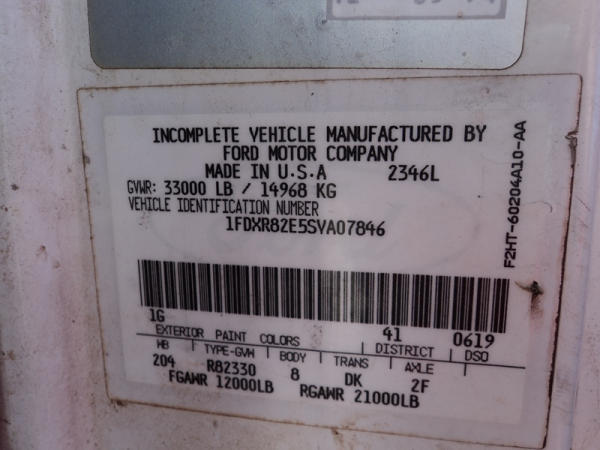 INCOMPLETE VEHICLE MANUFACTURED BY
FORD MOTOR COMPANY
MADE IN U.S.A 2346L
GVWR: 33000 LB / 14968 KG
VEHICLE IDENTIFICATION NUMBER
1FDXR82E5SVA07846
F2HT-60204A10-AA
1G 41 0619
EXTERIOR PAINT COLORS DISTRICT DSO
WB TYPE-GVW BODY TRANS AXLE
204 R82330 8 DK 2F
FGAWR 12000LB RGAWR 21000LB